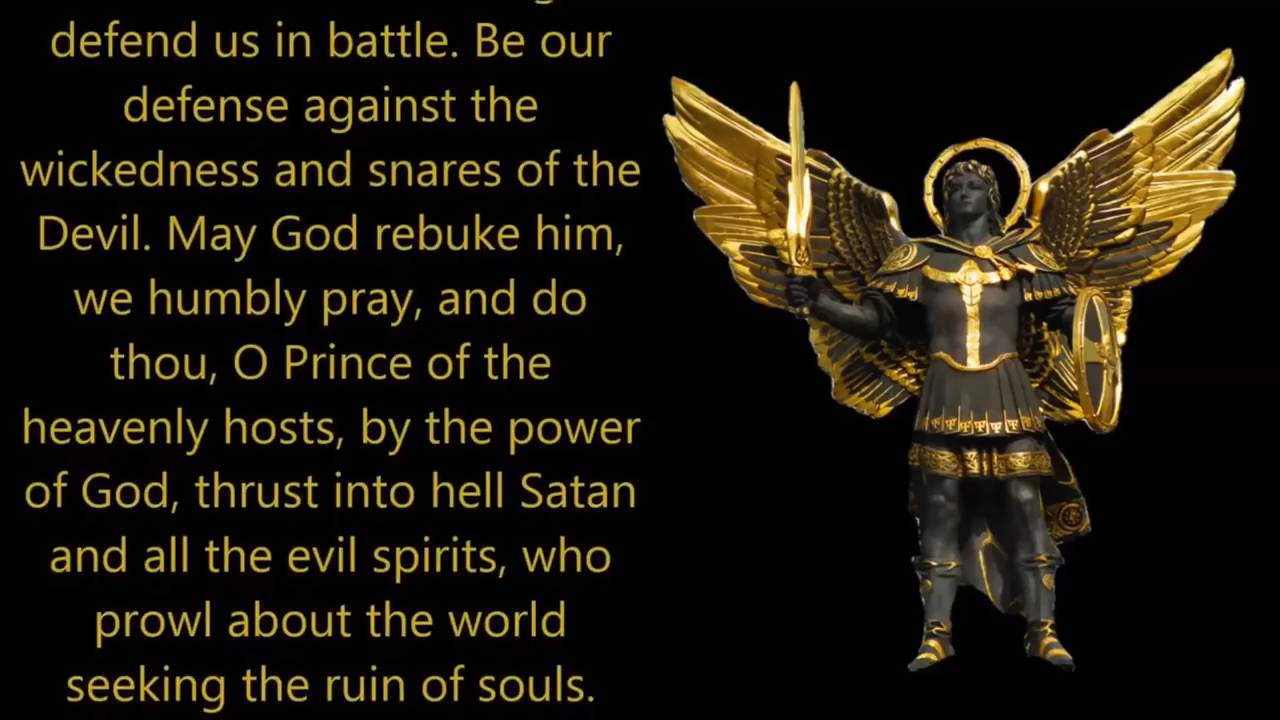 defend us in battle. Be our
defense against the
wickedness and snares of the
Devil. May God rebuke him,
we humbly pray, and do
thou, O Prince of the
heavenly hosts, by the power
of God, thrust into hell Satan
and all the evil spirits, who
prowl about the world
seeking the ruin of souls.